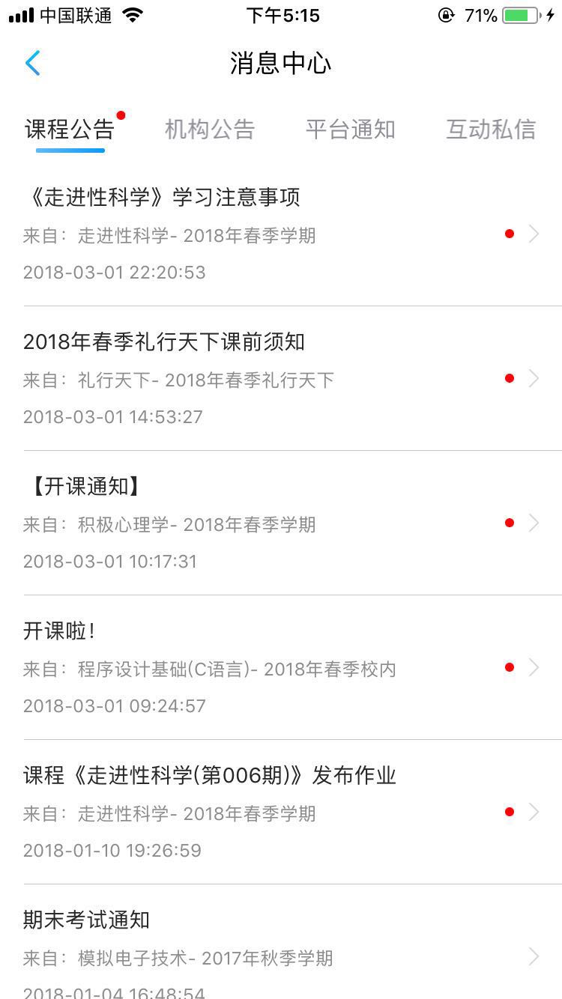 中国联通 下午5:15 71%
消息中心
课程公告 机构公告 平台通知 互动私信
《走进性科学》学习注意事项
来自：走进性科学- 2018年春季学期
2018-03-01 22:20:53
2018年春季礼行天下课前须知
来自：礼行天下- 2018年春季礼行天下
2018-03-01 14:53:27
【开课通知】
来自：积极心理学- 2018年春季学期
2018-03-01 10:17:31
开课啦！
来自：程序设计基础(C语言)- 2018年春季校内
2018-03-01 09:24:57
课程《走进性科学(第006期)》发布作业
来自：走进性科学- 2018年春季学期
2018-01-10 19:26:59
期末考试通知
来自：模拟电子技术- 2017年秋季学期
2018-01-04 16:48:54